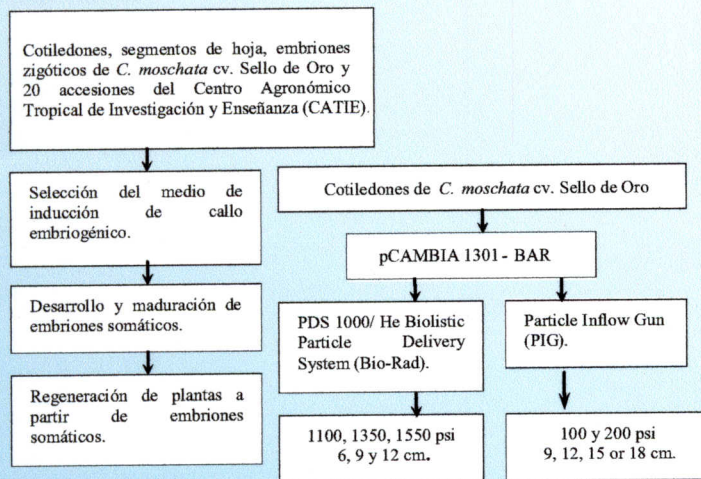 Cotiledones, segmentos de hoja, embriones
zigóticos de C. moschata cv. Sello de Oro y
20 accesiones del Centro Agronómico
Tropical de Investigación y Enseñanza (CATIE).
Selección del medio de
inducción de callo
embriogénico.
Desarrollo y maduración de
embriones somáticos.
Regeneración de plantas a
partir de embriones
somáticos.
Cotiledones de C. moschata cv. Sello de Oro
pCAMBIA 1301 - BAR
PDS 1000/ He Biolistic
Particle Delivery
System (Bio-Rad).
1100, 1350, 1550 psi
6, 9 y 12 cm.
Particle Inflow Gun
(PIG).
100 y 200 psi
9, 12, 15 or 18 cm.